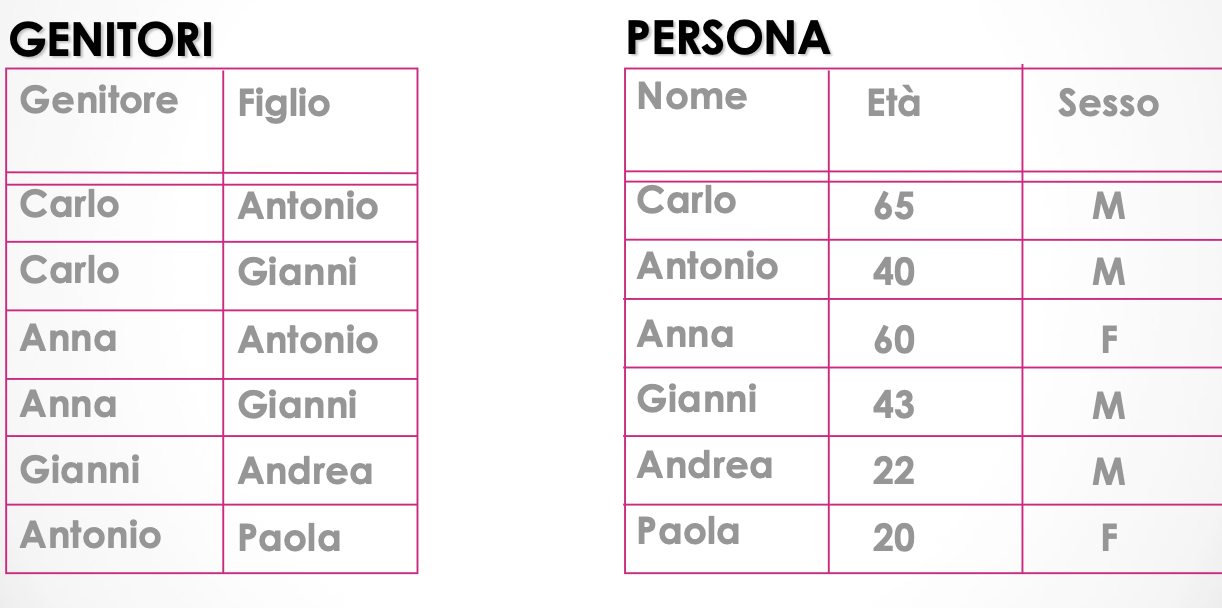 GENITORI
Genitore Figlio
Carlo Antonio
Carlo Gianni
Anna Antonio
Anna Gianni
Gianni Andrea
Antonio Paola
PERSONA
Nome Età Sesso
Carlo 65 M
Antonio 40 M
Anna 60 F
Gianni 43 M
Andrea 22 M
Paola 20 F